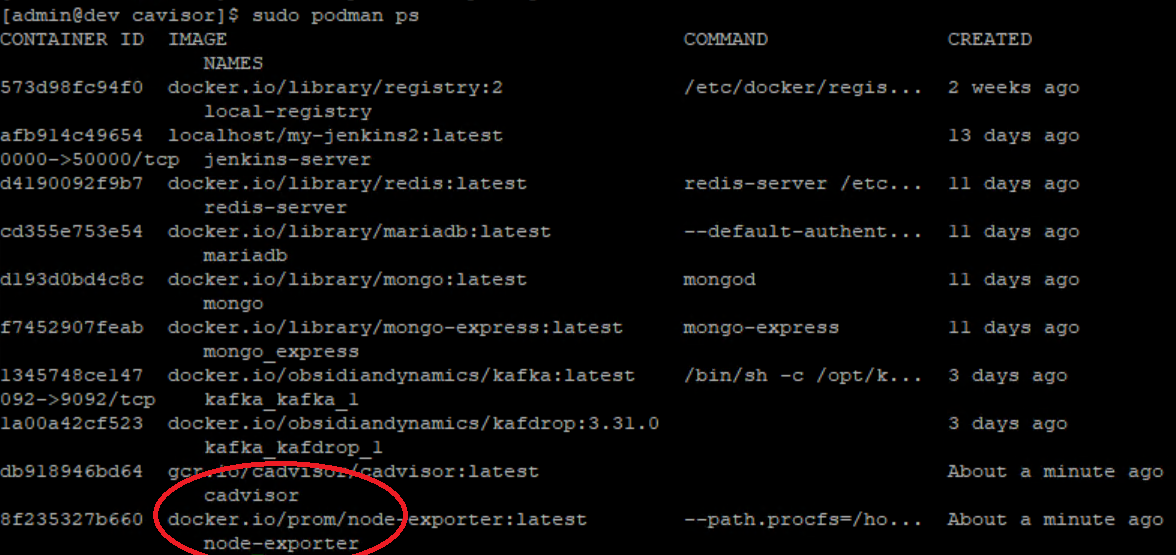 [admin@dev cavisor]$ sudo podman ps
CONTAINER ID  IMAGE                                      COMMAND               CREATED
NAMES
573d98fc94f0  docker.io/library/registry:2               /etc/docker/regis...  2 weeks ago
local-registry
afb914c49654  localhost/my-jenkins2:latest                                     13 days ago
0000->50000/tcp  jenkins-server
d4190092f9b7  docker.io/library/redis:latest             redis-server /etc...  11 days ago
redis-server
cd355e753e54  docker.io/library/mariadb:latest           --default-authent...  11 days ago
mariadb
d193d0bd4c8c  docker.io/library/mongo:latest             mongod                11 days ago
mongo
f7452907feab  docker.io/library/mongo-express:latest     mongo-express         11 days ago
mongo_express
1345748ce147  docker.io/obsidiandynamics/kafka:latest    /bin/sh -c /opt/k...  3 days ago
092->9092/tcp    kafka_kafka_1
1a00a42cf523  docker.io/obsidiandynamics/kafdrop:3.31.0                        3 days ago
kafka_kafdrop_1
db918946bd64  gcr.io/cadvisor/cadvisor:latest                                  About a minute ago
cadvisor
8f235327b660  docker.io/prom/node-exporter:latest        --path.procfs=/ho...  About a minute ago
node-exporter